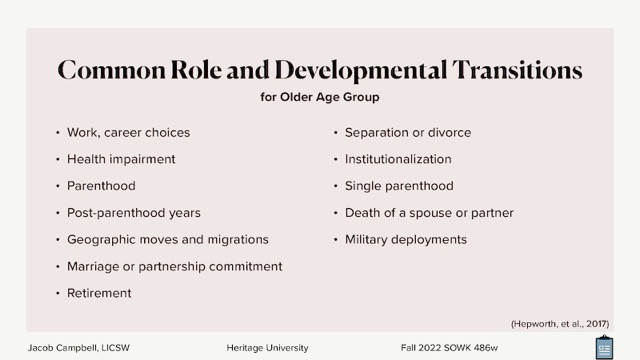 Common Role and Developmental Transitions
for Older Age Group
• Work, career choices
• Health impairment
• Parenthood
• Post-parenthood years
• Geographic moves and migrations
• Marriage or partnership commitment
• Retirement
• Separation or divorce
• Institutionalization
• Single parenthood
• Death of a spouse or partner
• Military deployments
(Hepworth, et al., 2017)
Jacob Campbell, LICSW
Heritage University
Fall 2022 SOWK 486w